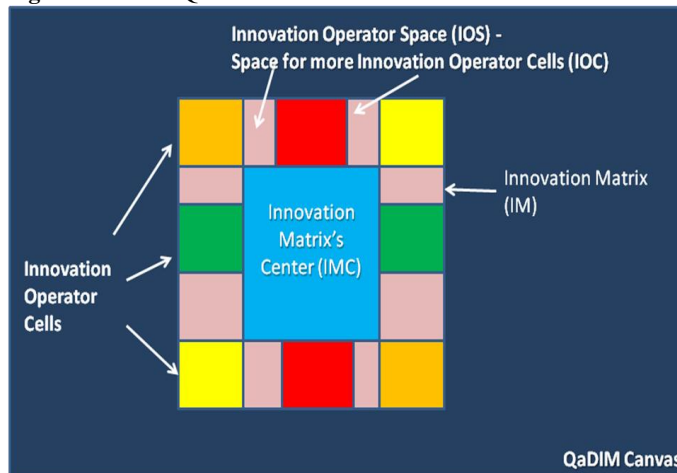 Innovation Operator Space (IOS) -
Space for more Innovation Operator Cells (IOC)
Innovation Matrix
(IM)
Innovation
Matrix's
Center (IMC)
Innovation
Operator
Cells
QaDIM Canvas